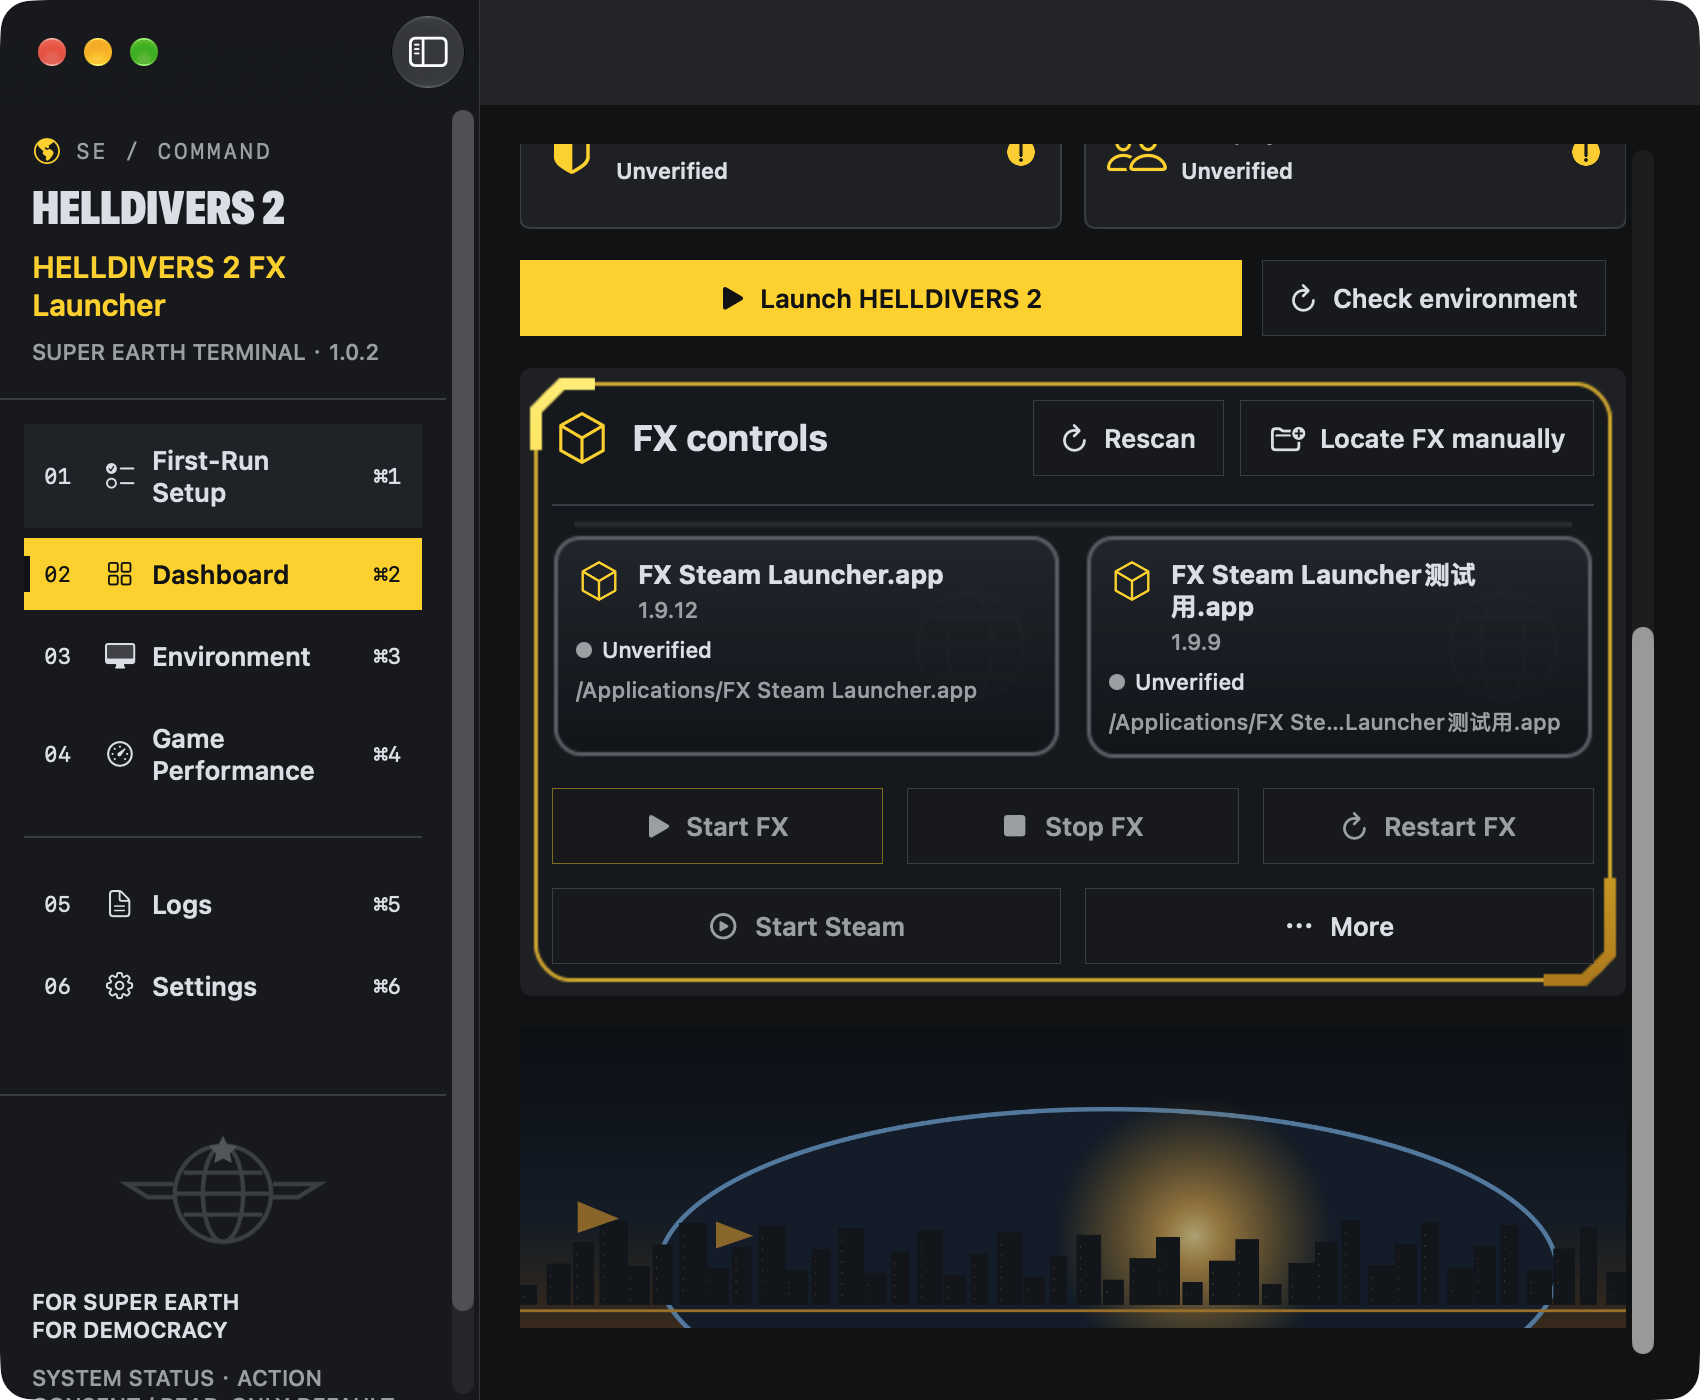 SE / COMMAND
HELLDIVERS 2
HELLDIVERS 2 FX
Launcher
SUPER EARTH TERMINAL · 1.0.2
01 First-Run Setup ⌘1
02 Dashboard ⌘2
03 Environment ⌘3
04 Game Performance ⌘4
05 Logs ⌘5
06 Settings ⌘6
FOR SUPER EARTH
FOR DEMOCRACY
SYSTEM STATUS · ACTION
Unverified
Unverified
Launch HELLDIVERS 2
Check environment
FX controls
Rescan
Locate FX manually
FX Steam Launcher.app
1.9.12
Unverified
/Applications/FX Steam Launcher.app
FX Steam Launcher测试
用.app
1.9.9
Unverified
/Applications/FX Ste...Launcher测试用.app
Start FX
Stop FX
Restart FX
Start Steam
More